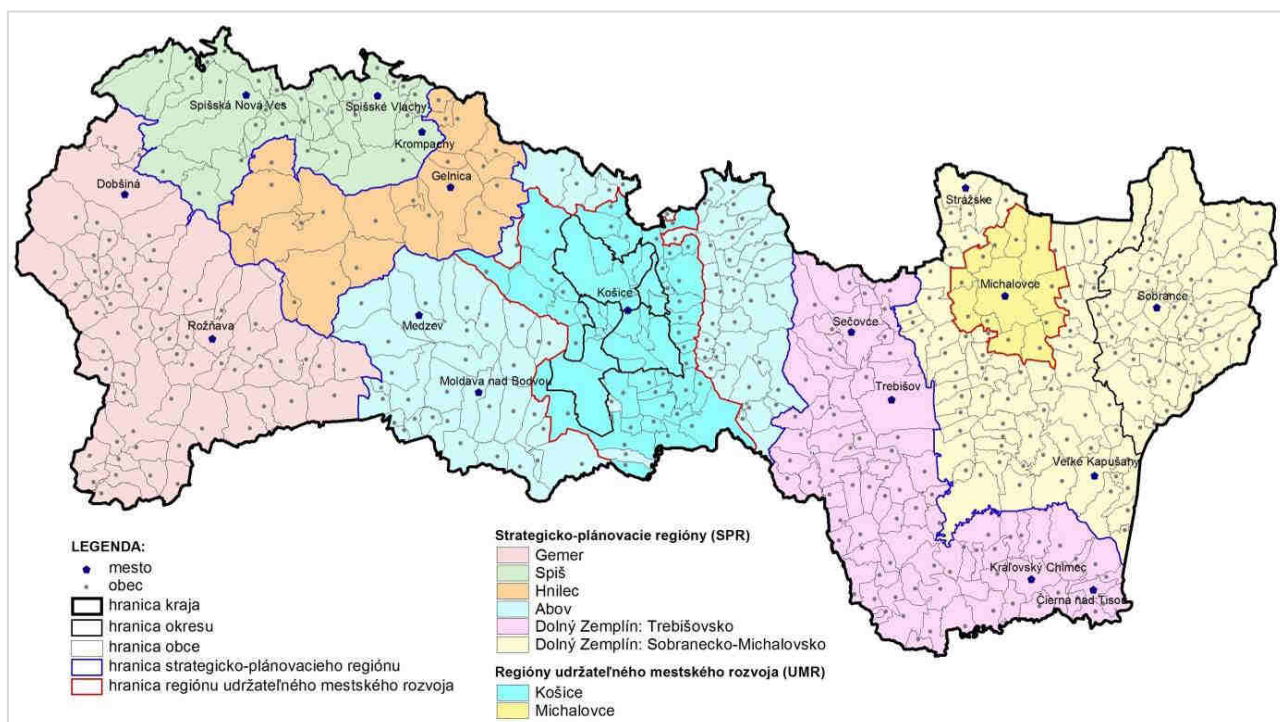 Spišská Nová Ves
Spišské Vlachy
Krompachy
Gelnica
Dobšiná
Strážske
Michalovce
Sobrance
Košice
Rožňava
Medzev
Sečovce
Moldava nad Bodvou
Trebišov
Veľké Kapušany
Kráľovský Chlmec
Čierna nad Tisou
LEGENDA:
mesto
obec
hranica kraja
hranica okresu
hranica obce
hranica strategicko-plánovacieho regiónu
hranica regiónu udržateľného mestského rozvoja
Strategicko-plánovacie regióny (SPR)
Gemer
Spiš
Hnilec
Abov
Dolný Zemplín: Trebišovsko
Dolný Zemplín: Sobranecko-Michalovsko
Regióny udržateľného mestského rozvoja (UMR)
Košice
Michalovce